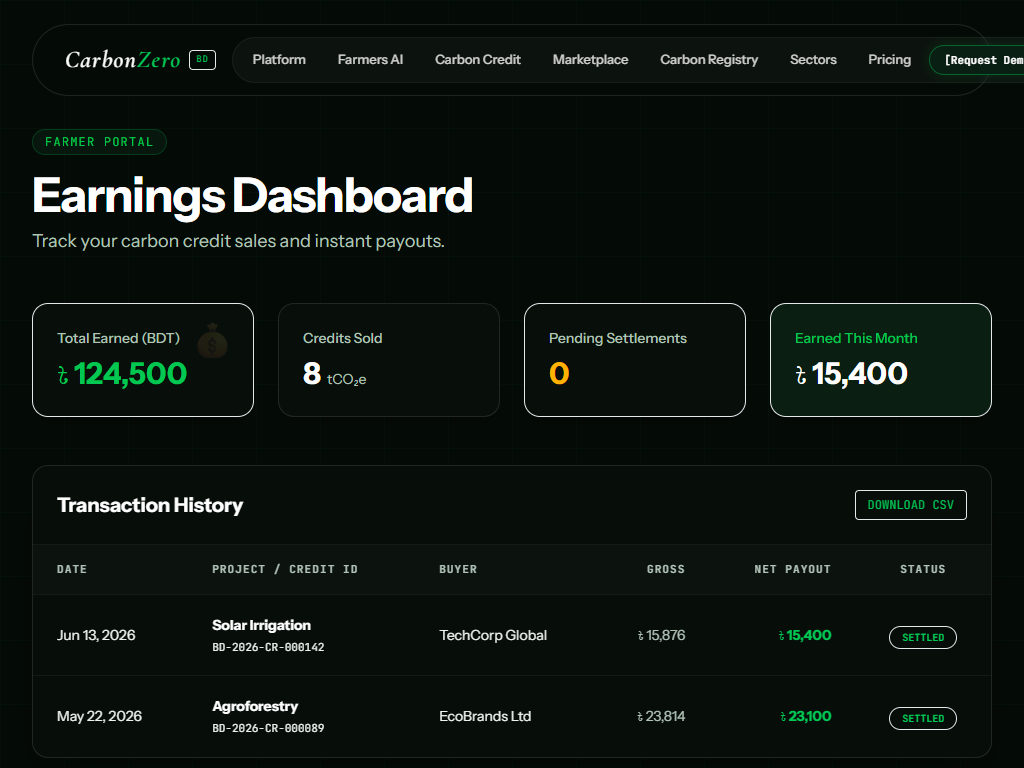 CarbonZero BD Platform Farmers AI Carbon Credit Marketplace Carbon Registry Sectors Pricing [Request Dem
FARMER PORTAL
Earnings Dashboard
Track your carbon credit sales and instant payouts.
Total Earned (BDT)
৳ 124,500
Credits Sold
8 tCO₂e
Pending Settlements
0
Earned This Month
৳ 15,400
Transaction History
DOWNLOAD CSV
DATE PROJECT / CREDIT ID BUYER GROSS NET PAYOUT STATUS
Jun 13, 2026 Solar Irrigation TechCorp Global ৳ 15,876 ৳ 15,400 SETTLED
BD-2026-CR-000142
May 22, 2026 Agroforestry EcoBrands Ltd ৳ 23,814 ৳ 23,100 SETTLED
BD-2026-CR-000089